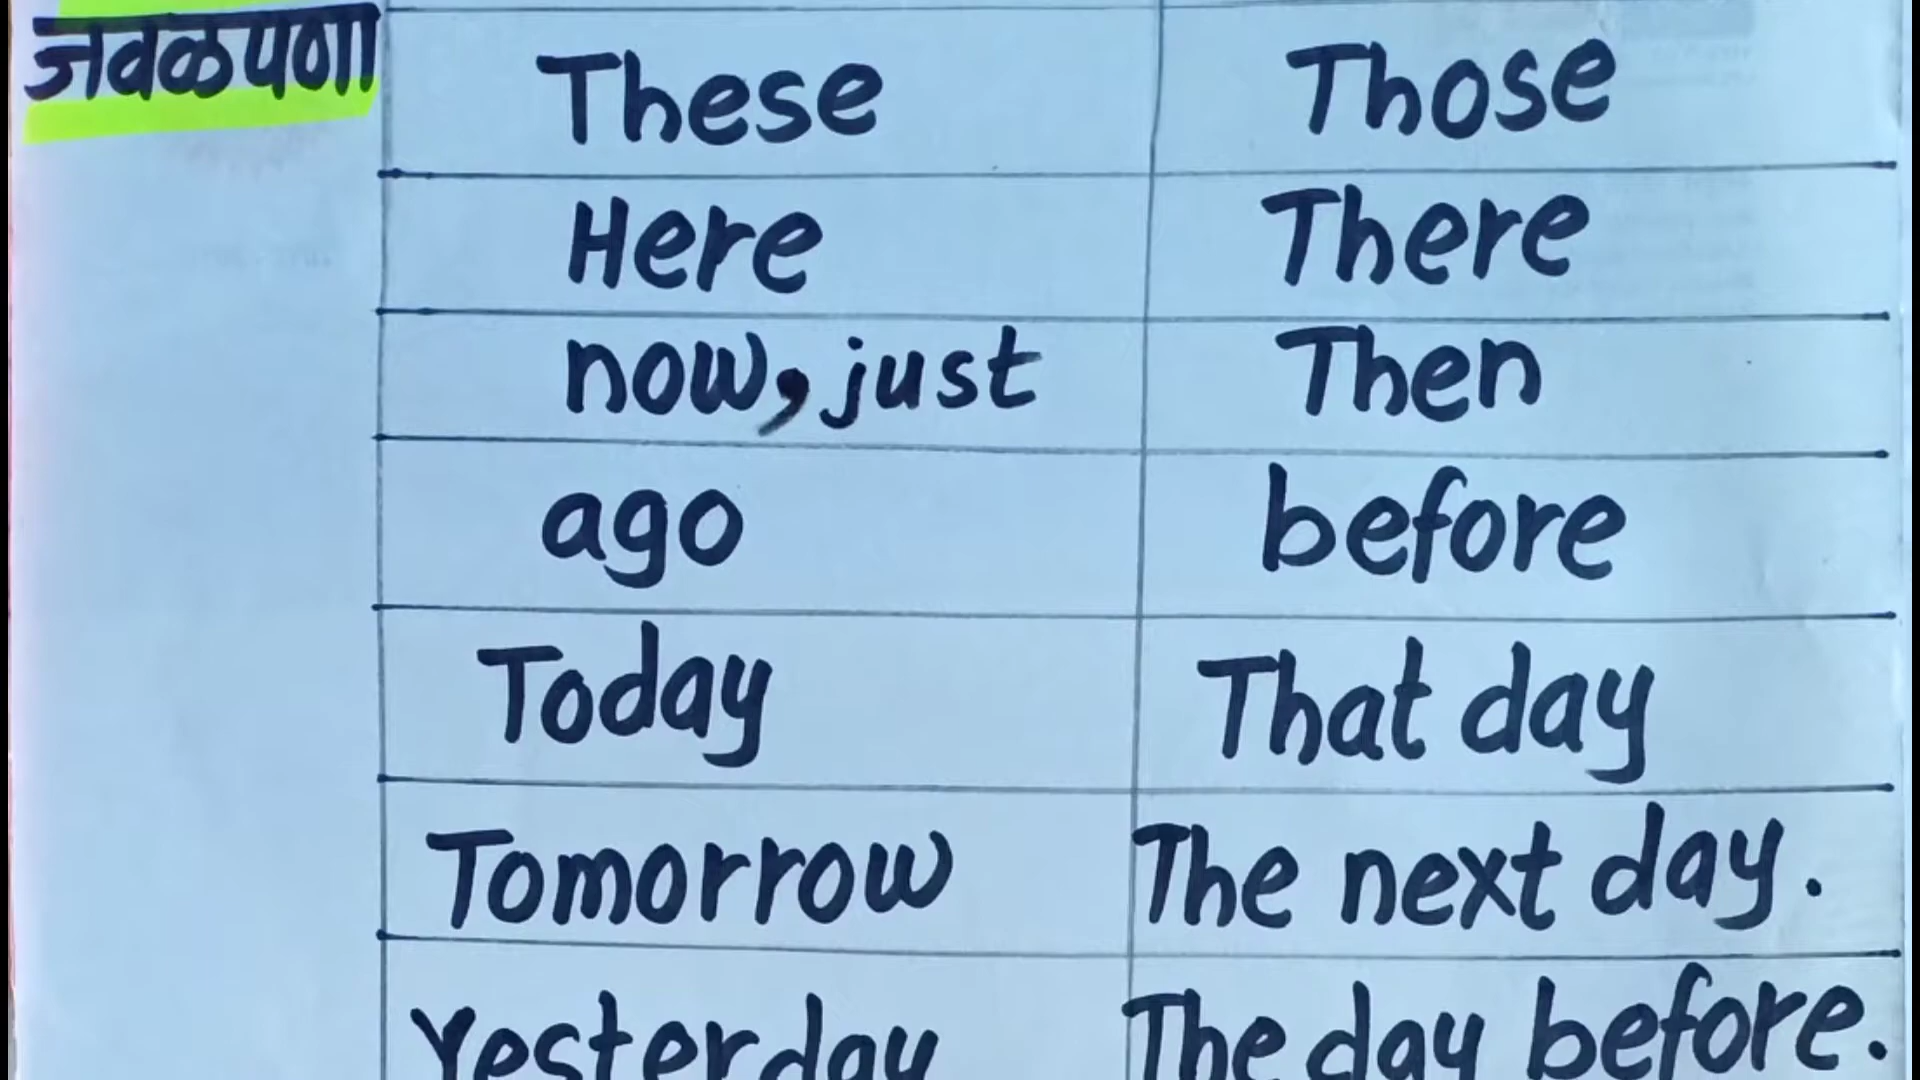 जवळपणा
These Those
Here There
now, just Then
ago before
Today That day
Tomorrow The next day.
Yesterday The day before.